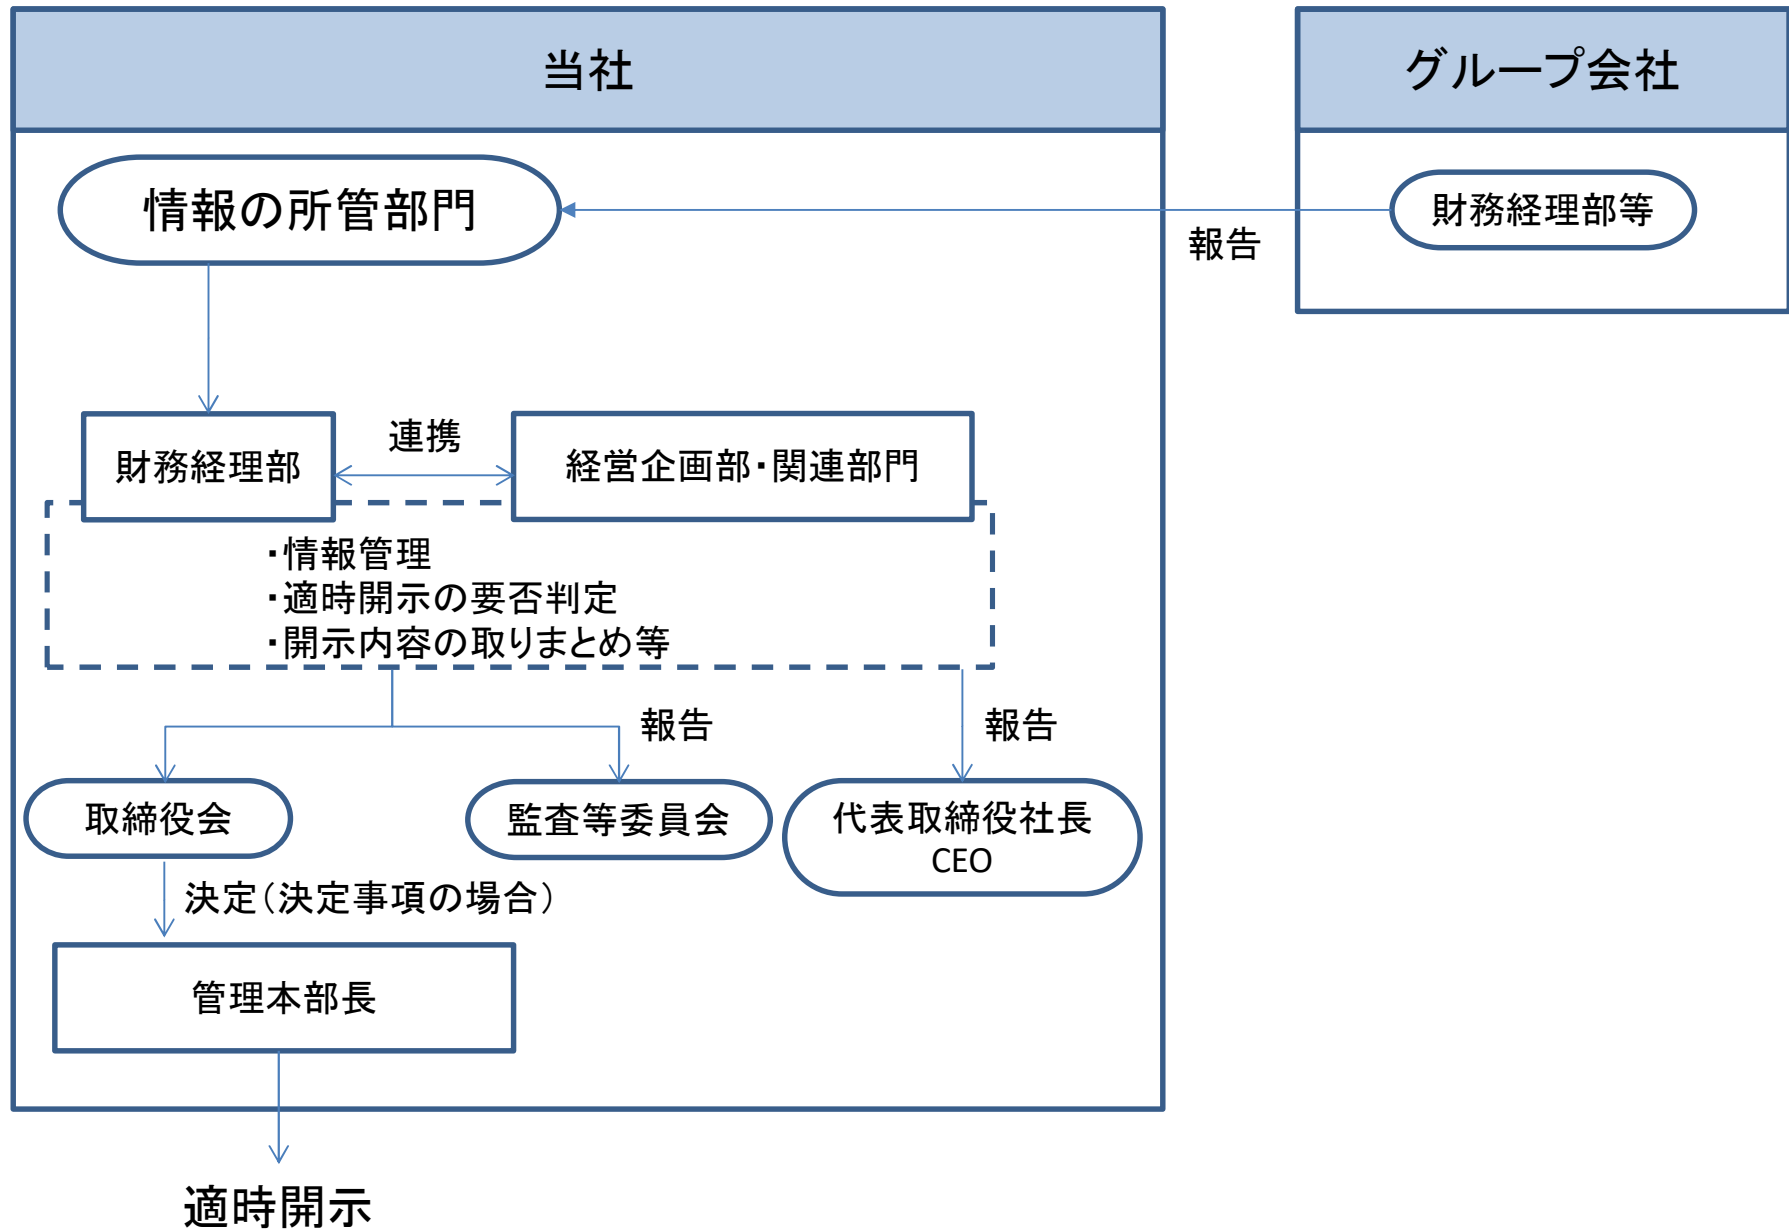 当社
グループ会社
情報の所管部門
財務経理部等
報告
財務経理部
連携
経営企画部・関連部門
・情報管理
・適時開示の要否判定
・開示内容の取りまとめ等
報告
報告
取締役会
監査等委員会
代表取締役社長
CEO
決定（決定事項の場合）
管理本部長
適時開示